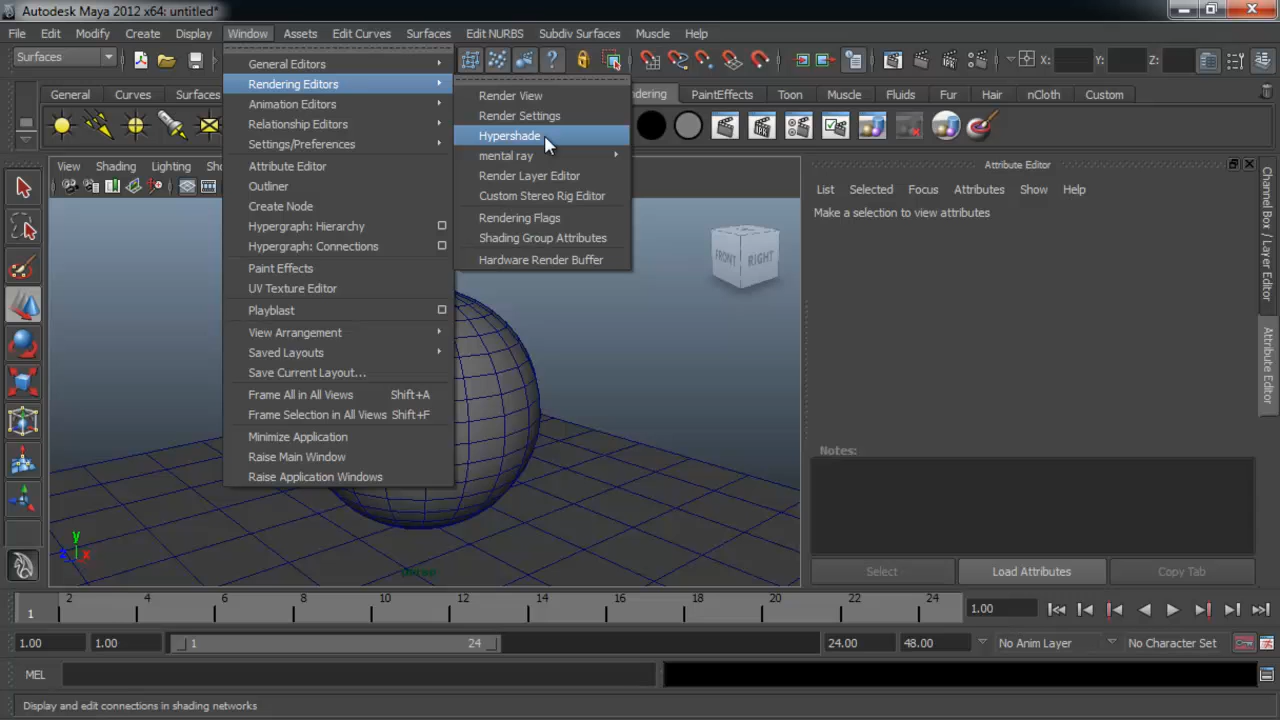 Autodesk Maya 2012 x64: untitled*
File Edit Modify Create Display Window Assets Edit Curves Surfaces Edit NURBS Subdiv Surfaces Muscle Help
Surfaces
X: Y: Z:
General Curves Surfaces
ndering PaintEffects Toon Muscle Fluids Fur Hair nCloth Custom
General Editors
Rendering Editors
Animation Editors
Relationship Editors
Settings/Preferences
Attribute Editor
Outliner
Create Node
Hypergraph: Hierarchy
Hypergraph: Connections
Paint Effects
UV Texture Editor
Playblast
View Arrangement
Saved Layouts
Save Current Layout...
Frame All in All Views Shift+A
Frame Selection in All Views Shift+F
Minimize Application
Raise Main Window
Raise Application Windows
Render View
Render Settings
Hypershade
mental ray
Render Layer Editor
Custom Stereo Rig Editor
Rendering Flags
Shading Group Attributes
Hardware Render Buffer
View Shading Lighting Sho
FRONT RIGHT
y
z x
persp
Attribute Editor
List Selected Focus Attributes Show Help
Make a selection to view attributes
Notes:
Select Load Attributes Copy Tab
Channel Box / Layer Editor
Attribute Editor
1 2 4 6 8 10 12 14 16 18 20 22 24 1.00
1.00 1.00 1 24 24.00 48.00 No Anim Layer No Character Set
MEL
Display and edit connections in shading networks